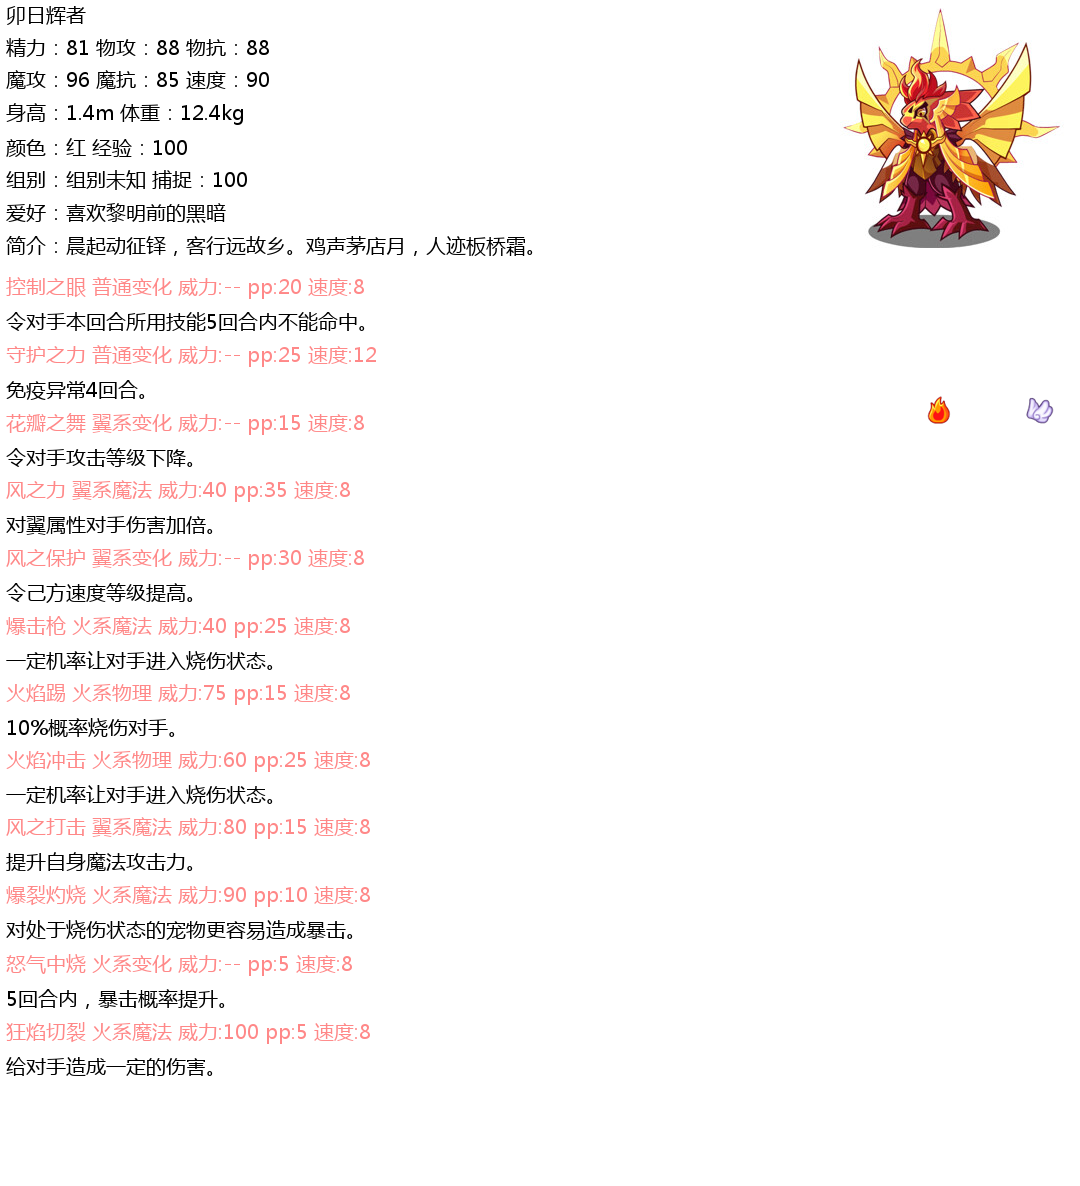 卯日辉者
精力：81 物攻：88 物抗：88
魔攻：96 魔抗：85 速度：90
身高：1.4m 体重：12.4kg
颜色：红 经验：100
组别：组别未知 捕捉：100
爱好：喜欢黎明前的黑暗
简介：晨起动征铎，客行远故乡。鸡声茅店月，人迹板桥霜。
控制之眼 普通变化 威力:-- pp:20 速度:8
令对手本回合所用技能5回合内不能命中。
守护之力 普通变化 威力:-- pp:25 速度:12
免疫异常4回合。
花瓣之舞 翼系变化 威力:-- pp:15 速度:8
令对手攻击等级下降。
风之力 翼系魔法 威力:40 pp:35 速度:8
对翼属性对手伤害加倍。
风之保护 翼系变化 威力:-- pp:30 速度:8
令己方速度等级提高。
爆击枪 火系魔法 威力:40 pp:25 速度:8
一定机率让对手进入烧伤状态。
火焰踢 火系物理 威力:75 pp:15 速度:8
10%概率烧伤对手。
火焰冲击 火系物理 威力:60 pp:25 速度:8
一定机率让对手进入烧伤状态。
风之打击 翼系魔法 威力:80 pp:15 速度:8
提升自身魔法攻击力。
爆裂灼烧 火系魔法 威力:90 pp:10 速度:8
对处于烧伤状态的宠物更容易造成暴击。
怒气中烧 火系变化 威力:-- pp:5 速度:8
5回合内，暴击概率提升。
狂焰切裂 火系魔法 威力:100 pp:5 速度:8
给对手造成一定的伤害。